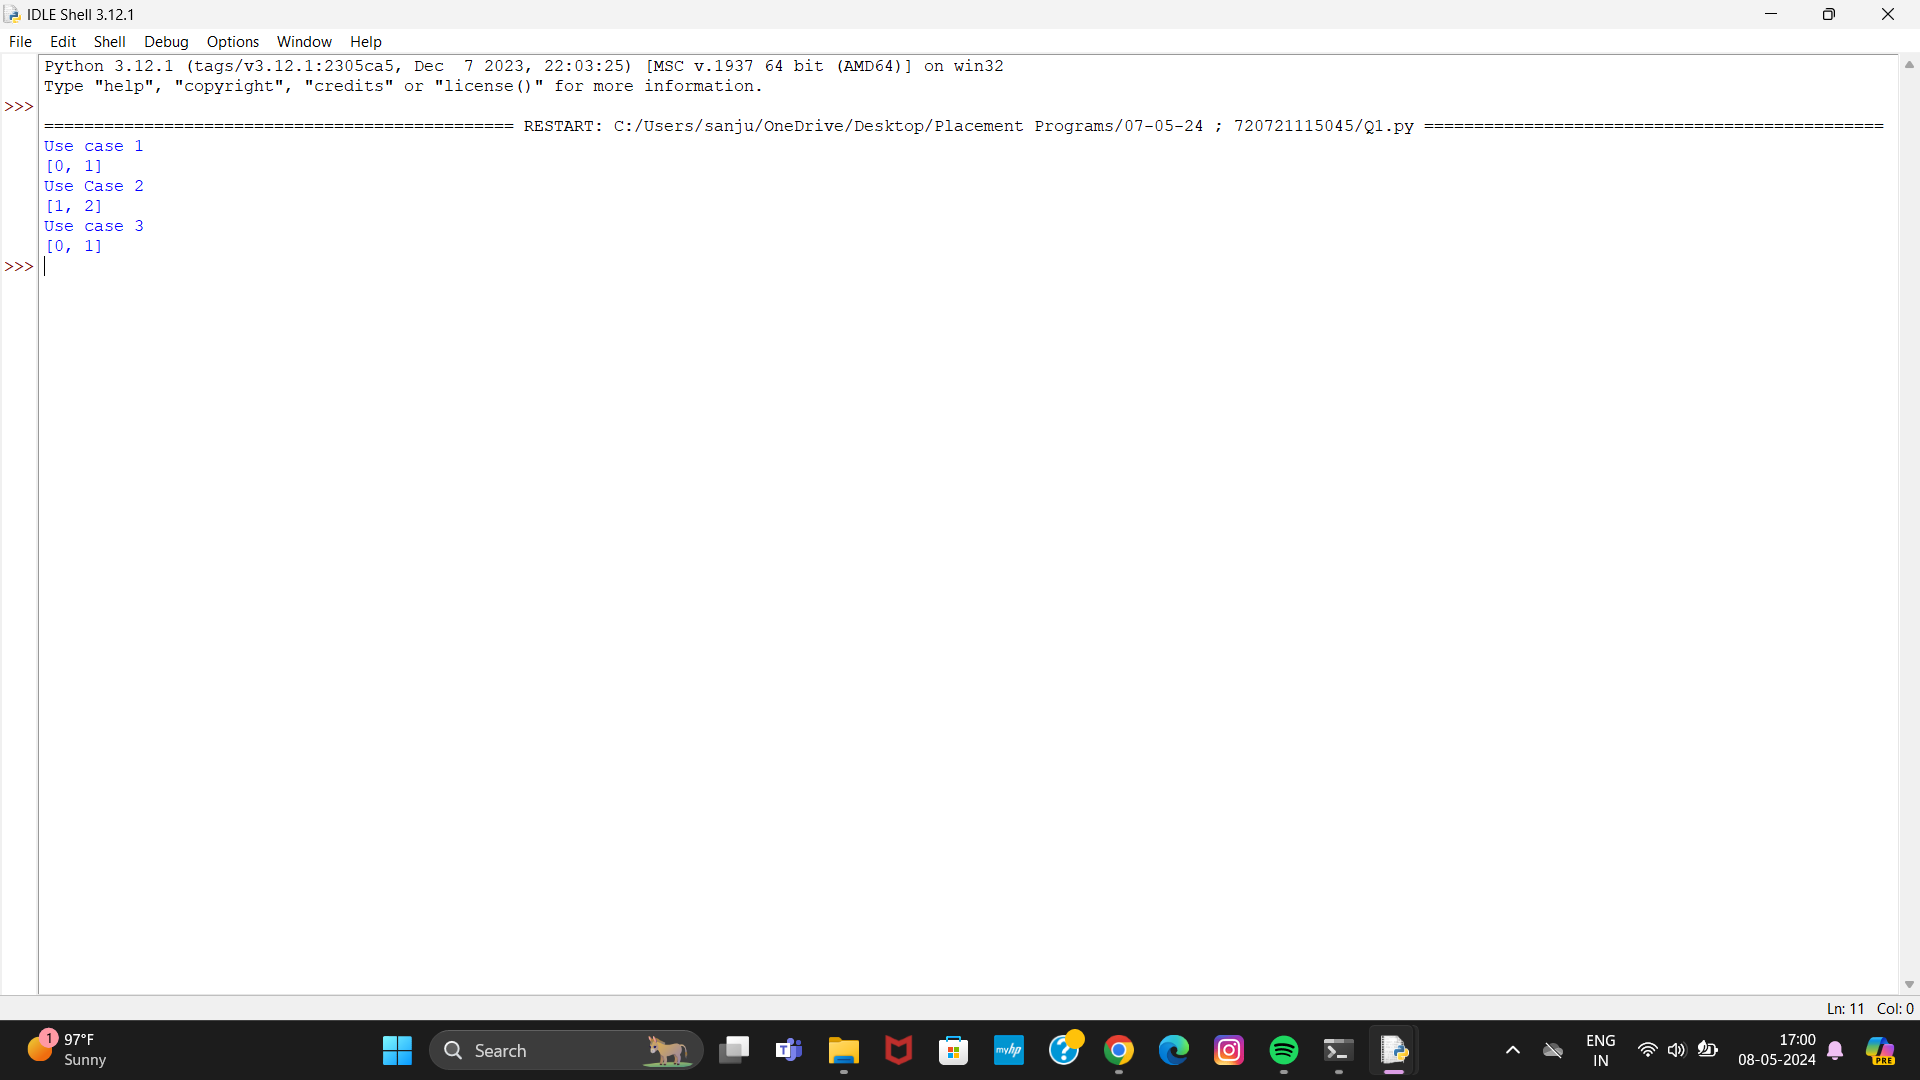 IDLE Shell 3.12.1
File Edit Shell Debug Options Window Help
Python 3.12.1 (tags/v3.12.1:2305ca5, Dec  7 2023, 22:03:25) [MSC v.1937 64 bit (AMD64)] on win32
Type "help", "copyright", "credits" or "license()" for more information.
>>>
=============================================== RESTART: C:/Users/sanju/OneDrive/Desktop/Placement Programs/07-05-24 ; 720721115045/Q1.py ==============================================
Use case 1
[0, 1]
Use Case 2
[1, 2]
Use case 3
[0, 1]
>>>
Ln: 11 Col: 0
1
97°F
Sunny
Search
myhp
ENG
IN
17:00
08-05-2024
PRE